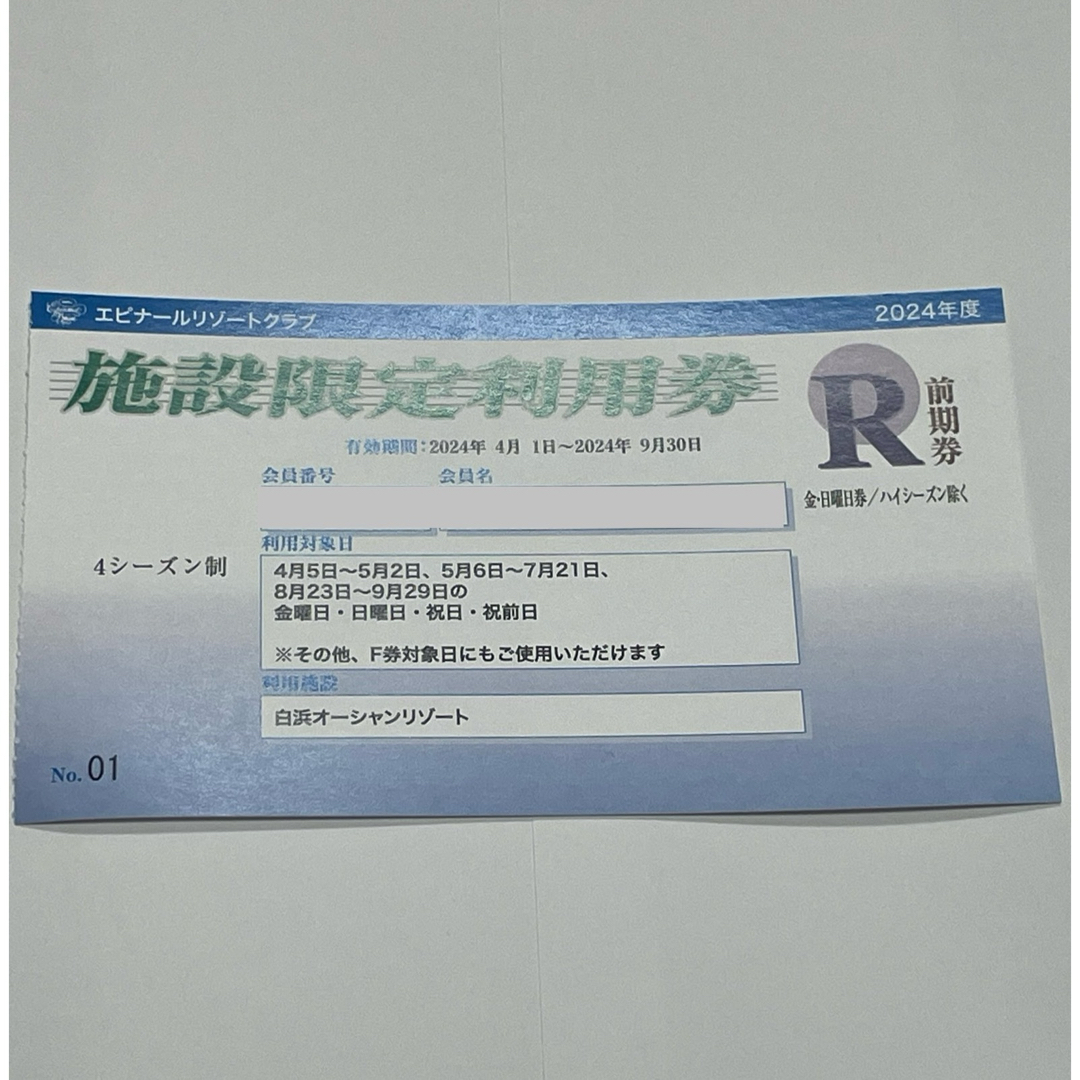 エピナールリゾートクラブ
2024年度
施設限定利用券
R
前期券
有効期間：2024年 4月 1日～2024年 9月30日
金・日曜日券／ハイシーズン除く
会員番号
会員名
4シーズン制
利用対象日
4月5日～5月2日、5月6日～7月21日、
8月23日～9月29日の
金曜日・日曜日・祝日・祝前日
※その他、F券対象日にもご使用いただけます
利用施設
白浜オーシャンリゾート
No. 01